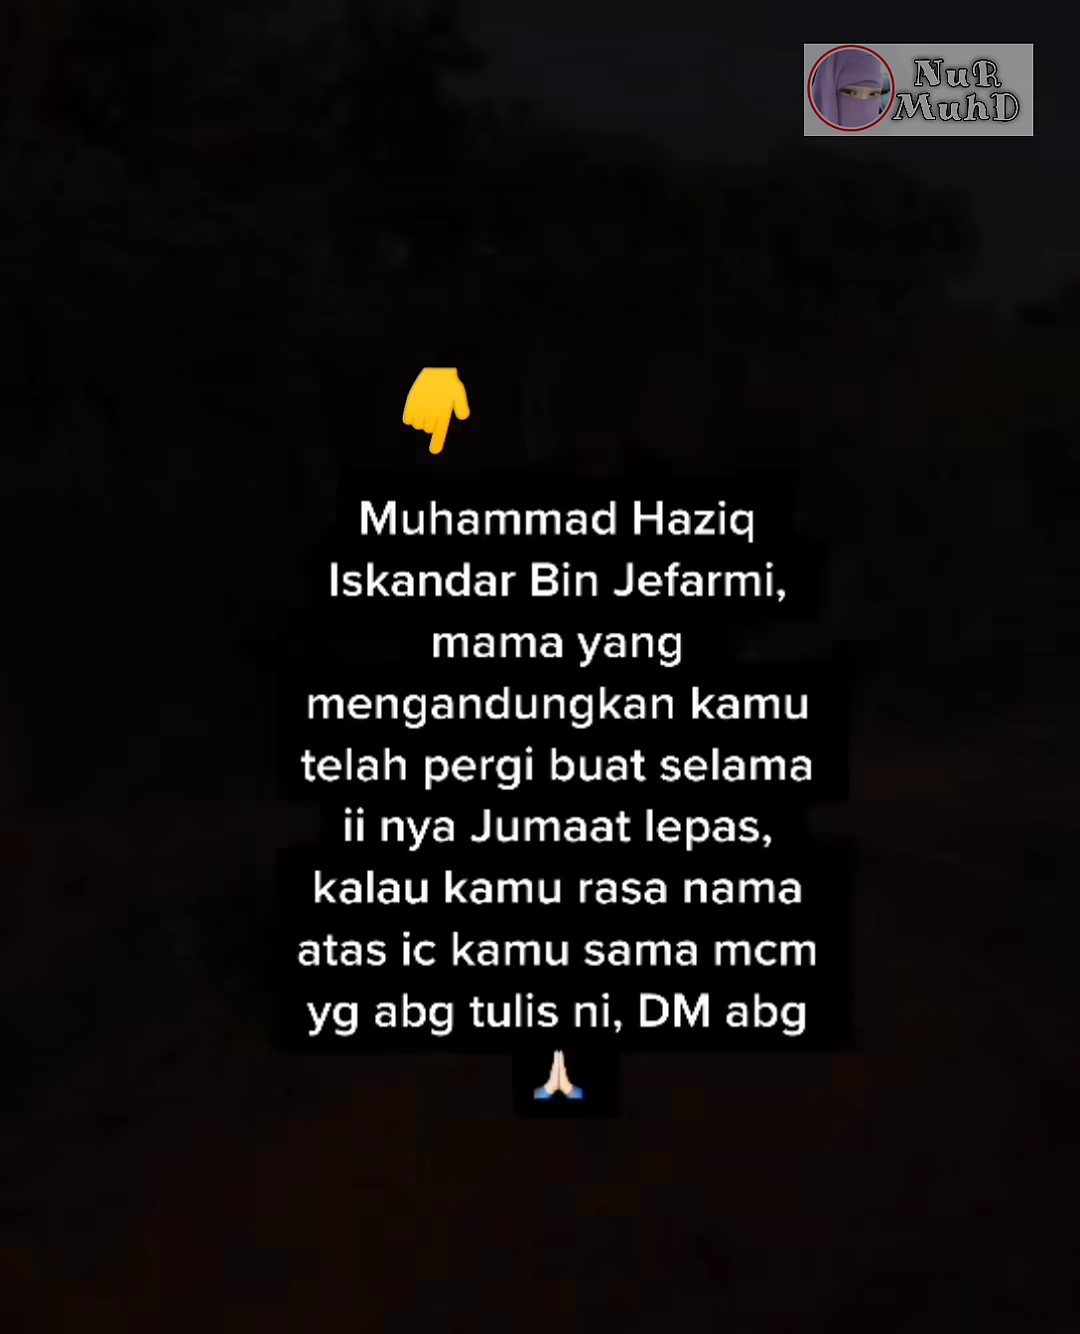 NuR
MuhD
👇
Muhammad Haziq
Iskandar Bin Jefarmi,
mama yang
mengandungkan kamu
telah pergi buat selama
ii nya Jumaat lepas,
kalau kamu rasa nama
atas ic kamu sama mcm
yg abg tulis ni, DM abg
🙏🏻